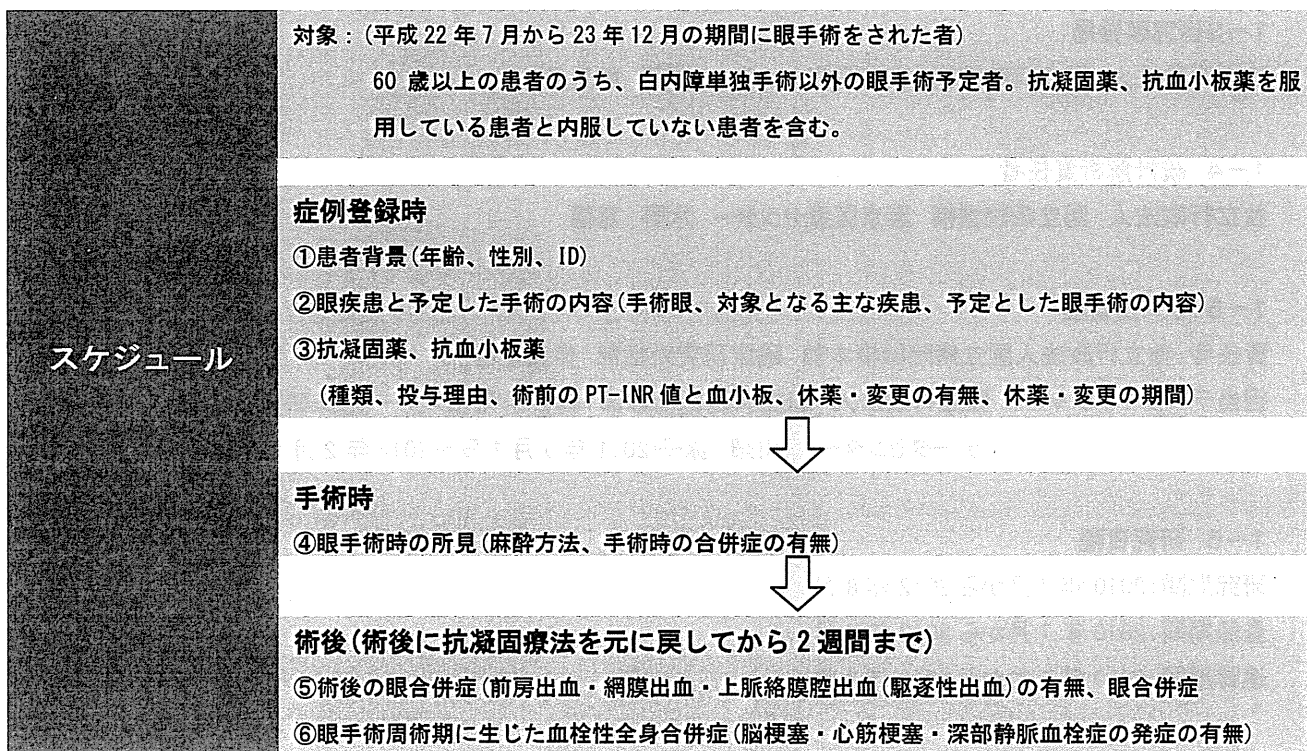 対象：(平成22年7月から23年12月の期間に眼手術をされた者)
60 歳以上の患者のうち、白内障単独手術以外の眼手術予定者。抗凝固薬、抗血小板薬を服
用している患者と内服していない患者を含む。
スケジュール
症例登録時
①患者背景(年齢、性別、ID)
②眼疾患と予定した手術の内容(手術眼、対象となる主な疾患、予定とした眼手術の内容)
③抗凝固薬、抗血小板薬
(種類、投与理由、術前の PT-INR 値と血小板、休薬・変更の有無、休薬・変更の期間)
手術時
④眼手術時の所見(麻酔方法、手術時の合併症の有無)
術後(術後に抗凝固療法を元に戻してから2週間まで)
⑤術後の眼合併症(前房出血・網膜出血・上脈絡膜腔出血(駆逐性出血)の有無、眼合併症
⑥眼手術周術期に生じた血栓性全身合併症(脳梗塞・心筋梗塞・深部静脈血栓症の発症の有無)